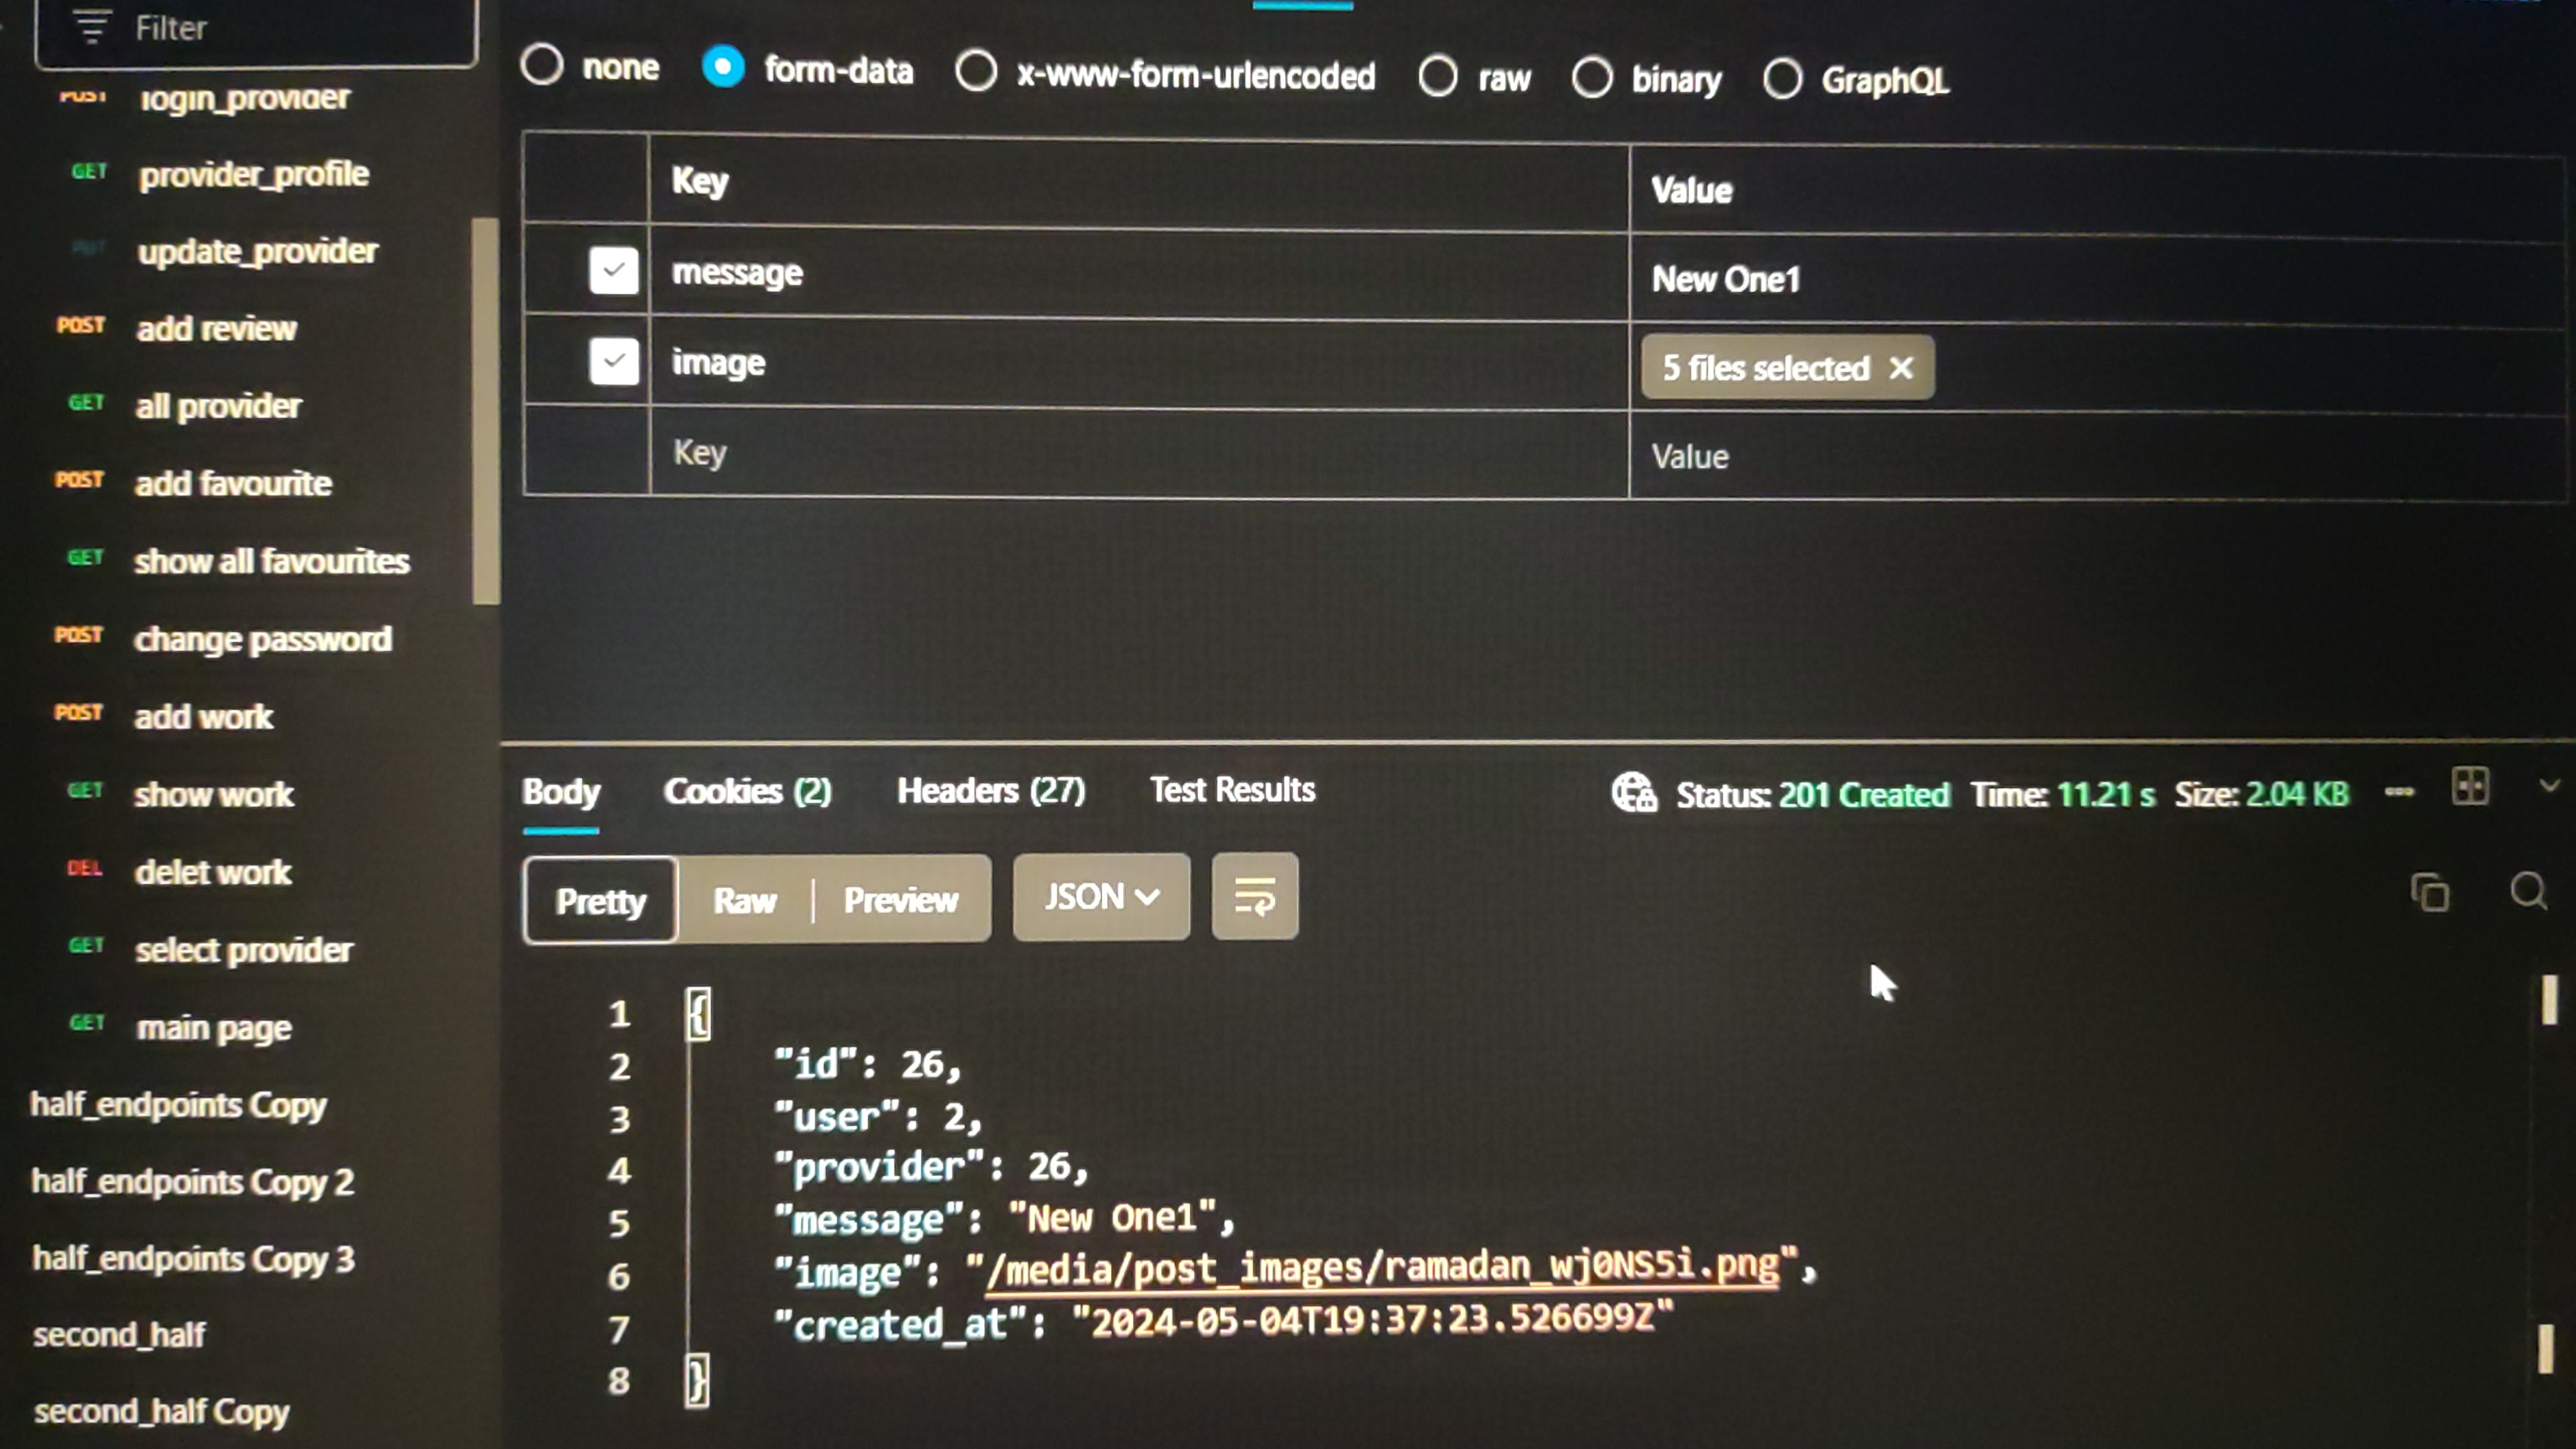 Filter
none form-data x-www-form-urlencoded raw binary GraphQL
POST login_provider
GET provider_profile
PUT update_provider
POST add review
GET all provider
POST add favourite
GET show all favourites
POST change password
POST add work
GET show work
DEL delet work
GET select provider
GET main page
half_endpoints Copy
half_endpoints Copy 2
half_endpoints Copy 3
second_half
second_half Copy
Key Value
message New One1
image 5 files selected ×
Key Value
Body Cookies (2) Headers (27) Test Results
Status: 201 Created Time: 11.21 s Size: 2.04 KB
Pretty Raw Preview JSON
1 {
2 "id": 26,
3 "user": 2,
4 "provider": 26,
5 "message": "New One1",
6 "image": "/media/post_images/ramadan_wj0NS5i.png",
7 "created_at": "2024-05-04T19:37:23.526699Z"
8 }